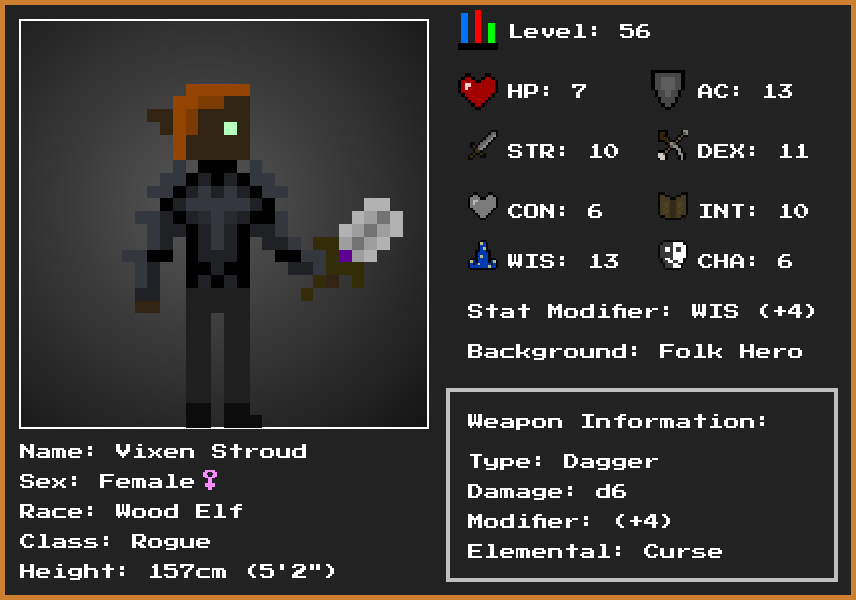 Level: 56
HP: 7
AC: 13
STR: 10
DEX: 11
CON: 6
INT: 10
WIS: 13
CHA: 6
Stat Modifier: WIS (+4)
Background: Folk Hero
Name: Vixen Stroud
Sex: Female♀
Race: Wood Elf
Class: Rogue
Height: 157cm (5'2")
Weapon Information:
Type: Dagger
Damage: d6
Modifier: (+4)
Elemental: Curse